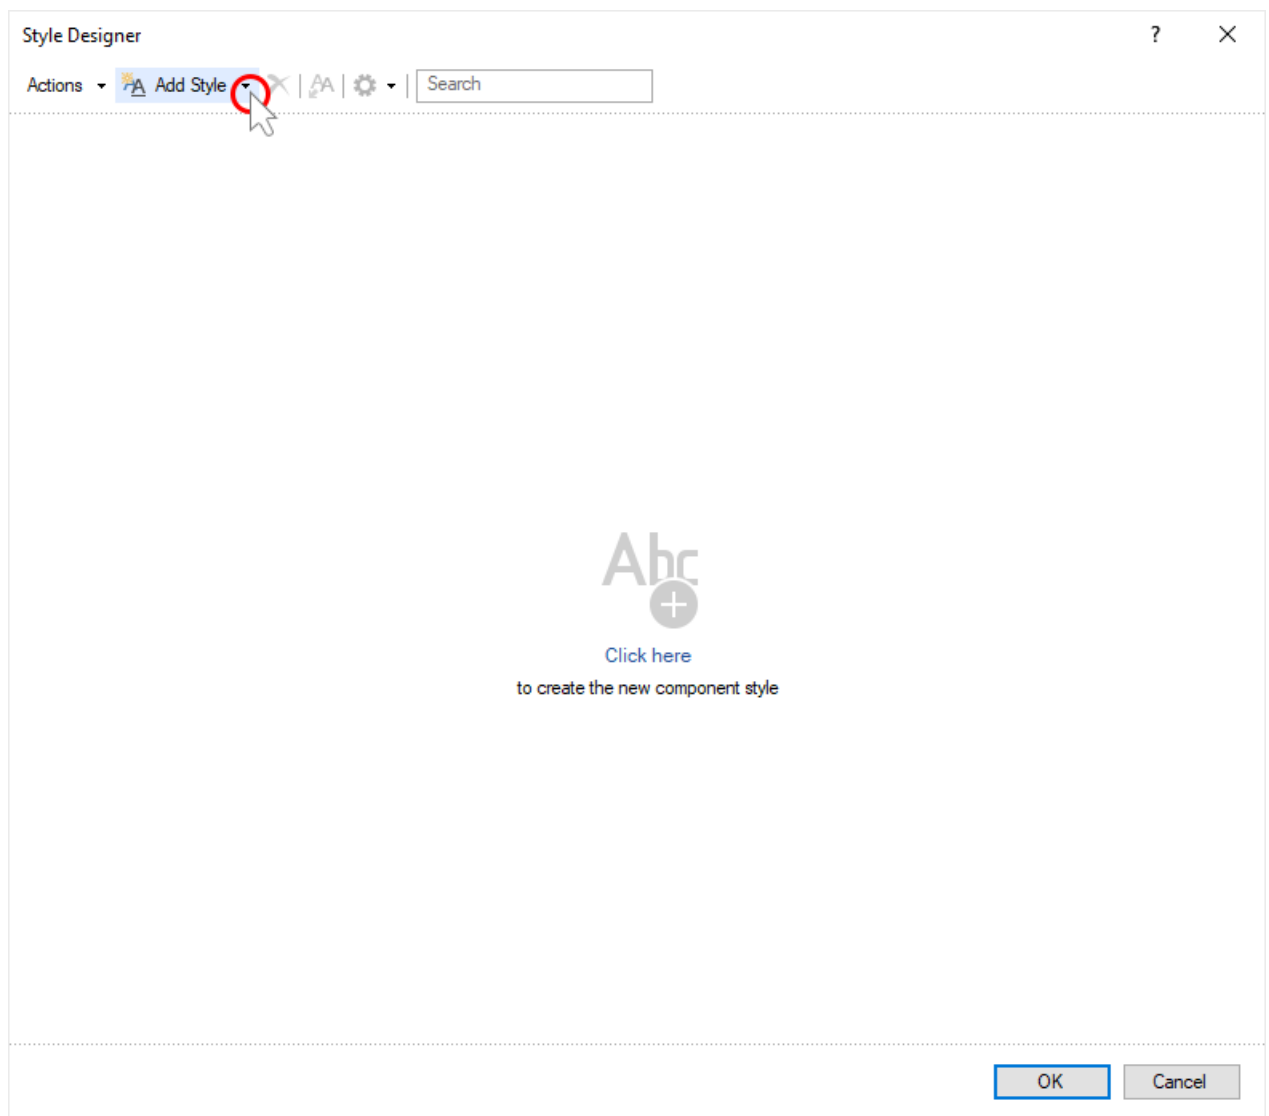 Style Designer
?
Actions
Add Style
Search
Abc
Click here
to create the new component style
OK
Cancel